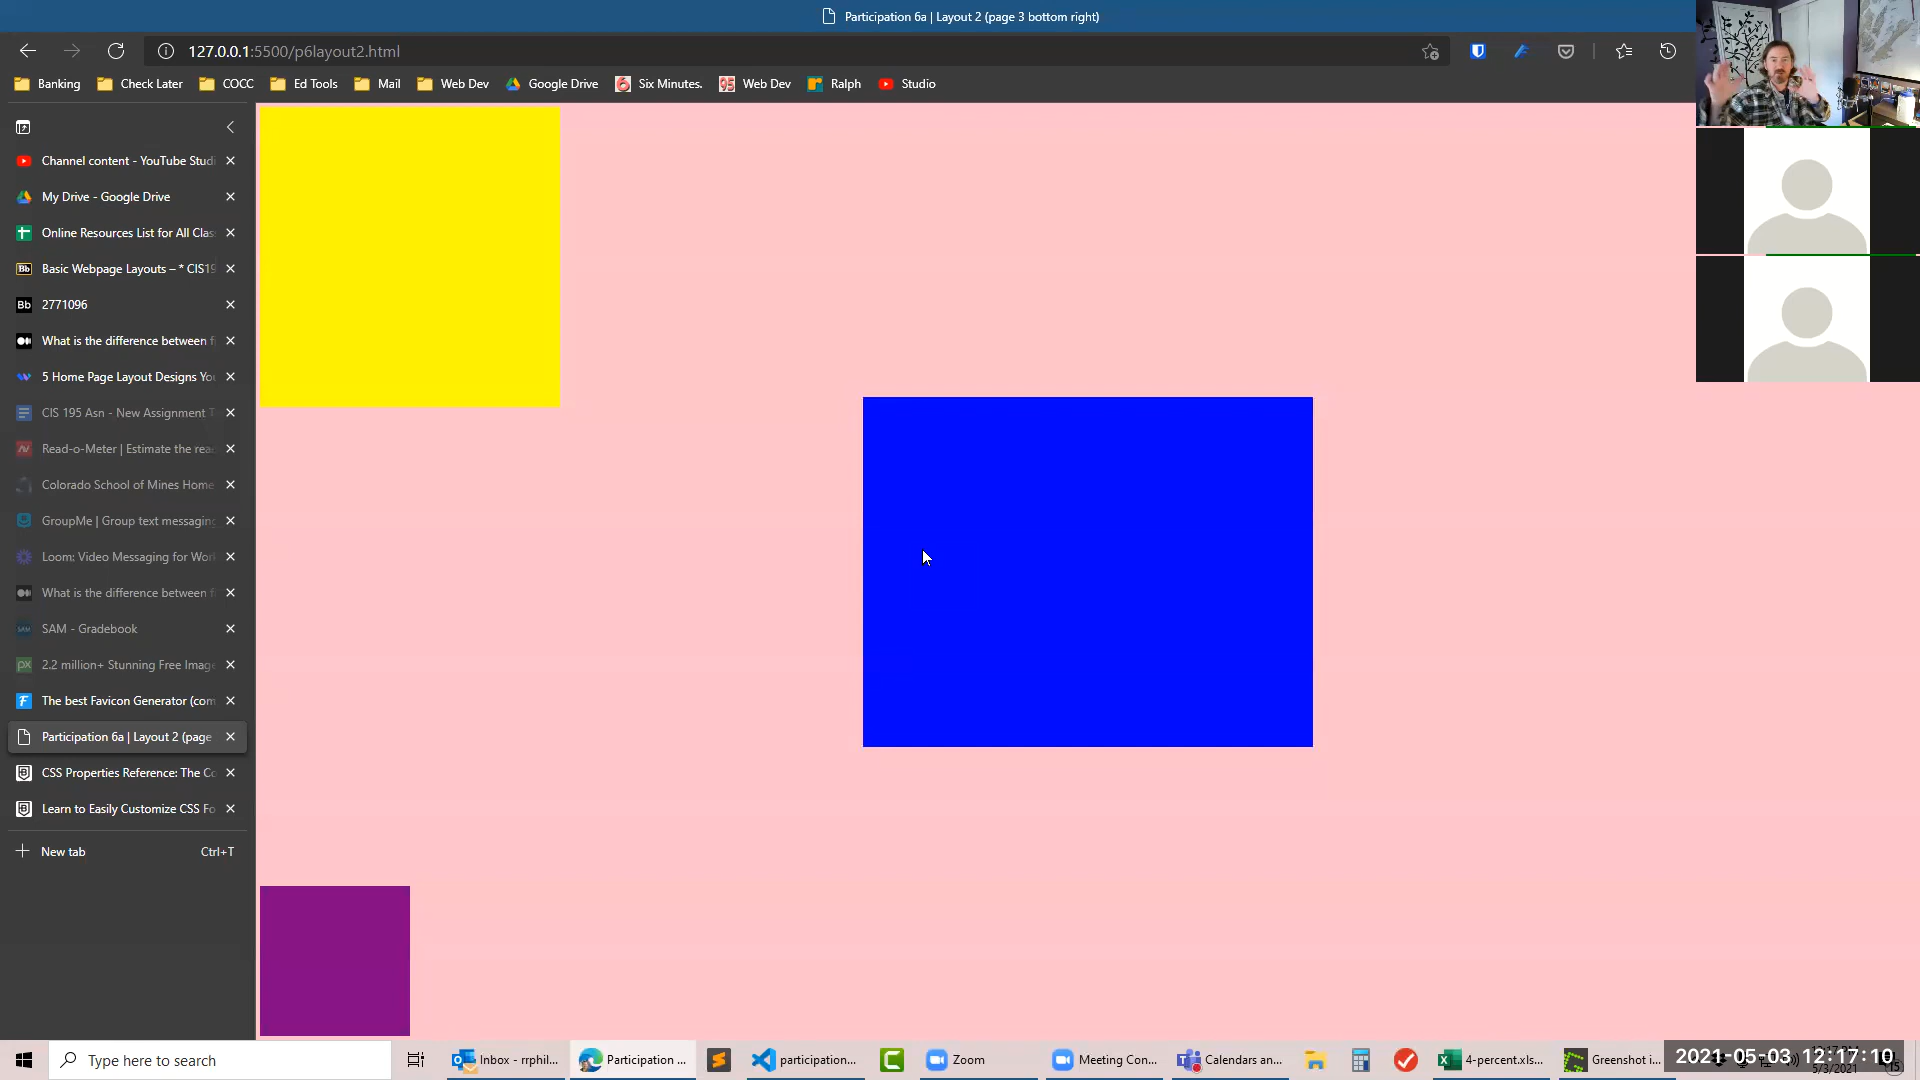 Participation 6a | Layout 2 (page 3 bottom right)
127.0.0.1:5500/p6layout2.html
Banking Check Later COCC Ed Tools Mail Web Dev Google Drive Six Minutes. Web Dev Ralph Studio
Channel content - YouTube Studi
My Drive - Google Drive
Online Resources List for All Clas
Basic Webpage Layouts – * CIS19
2771096
What is the difference between f
5 Home Page Layout Designs You
CIS 195 Asn - New Assignment T
Read-o-Meter | Estimate the rea
Colorado School of Mines Home
GroupMe | Group text messaging
Loom: Video Messaging for Wor
What is the difference between f
SAM - Gradebook
2.2 million+ Stunning Free Image
The best Favicon Generator (com
Participation 6a | Layout 2 (page
CSS Properties Reference: The Co
Learn to Easily Customize CSS Fo
New tab Ctrl+T
Type here to search
Inbox - rrphil...
Participation ...
participation...
Zoom
Meeting Con...
Calendars an...
4-percent.xls...
Greenshot i...
2021-05-03 12:17:10
5/3/2021